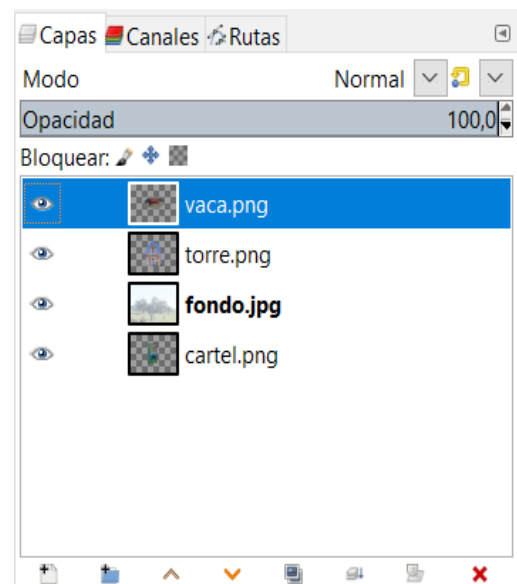 Capas Canales Rutas
Modo Normal
Opacidad 100,0
Bloquear:
vaca.png
torre.png
fondo.jpg
cartel.png